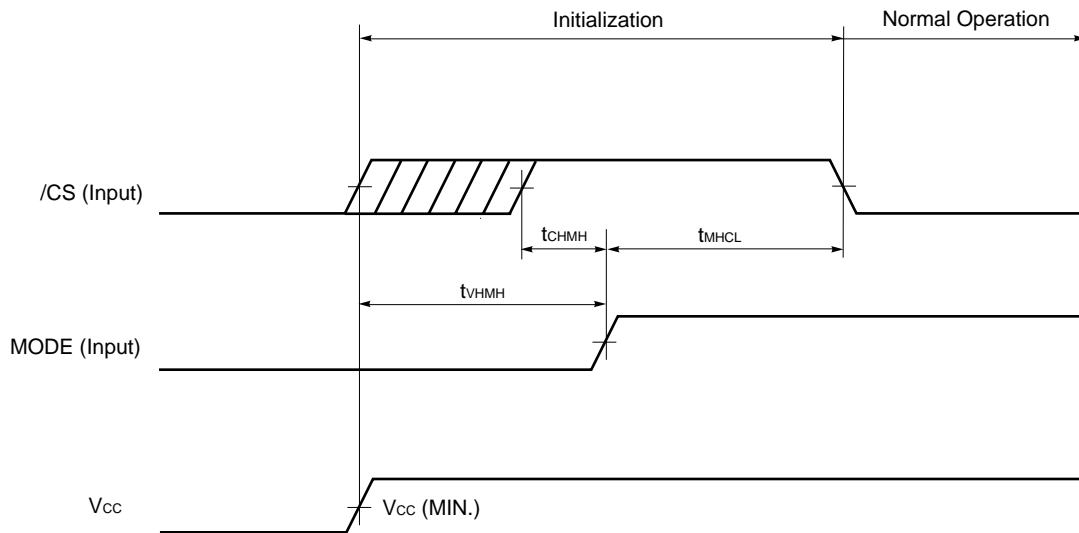 Initialization
Normal Operation
/CS (Input)
tCHMH
tMHCL
tVHMH
MODE (Input)
VCC
VCC (MIN.)